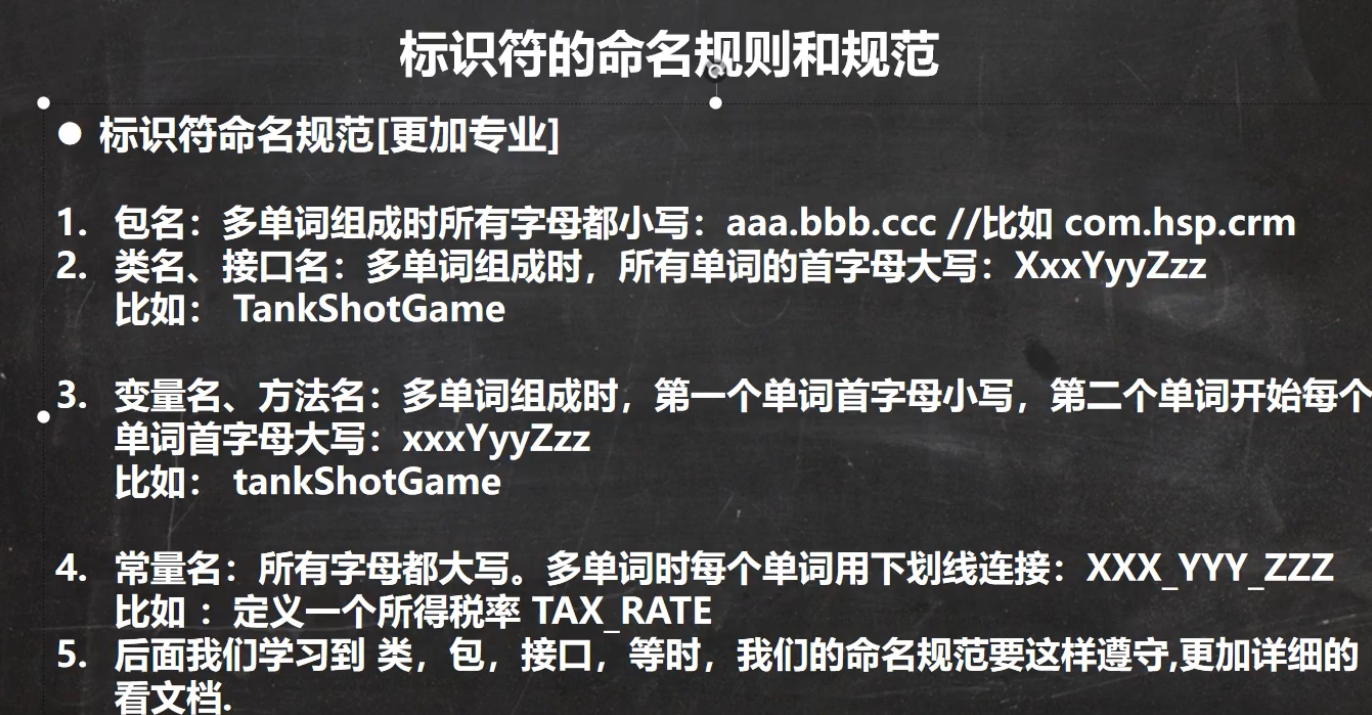 标识符的命名规则和规范
● 标识符命名规范[更加专业]
1. 包名：多单词组成时所有字母都小写：aaa.bbb.ccc //比如 com.hsp.crm
2. 类名、接口名：多单词组成时，所有单词的首字母大写：XxxYyyZzz
比如： TankShotGame
3. 变量名、方法名：多单词组成时，第一个单词首字母小写，第二个单词开始每个
单词首字母大写：xxxYyyZzz
比如： tankShotGame
4. 常量名：所有字母都大写。多单词时每个单词用下划线连接：XXX_YYY_ZZZ
比如 ：定义一个所得税率 TAX_RATE
5. 后面我们学习到 类，包，接口，等时，我们的命名规范要这样遵守,更加详细的
看文档.